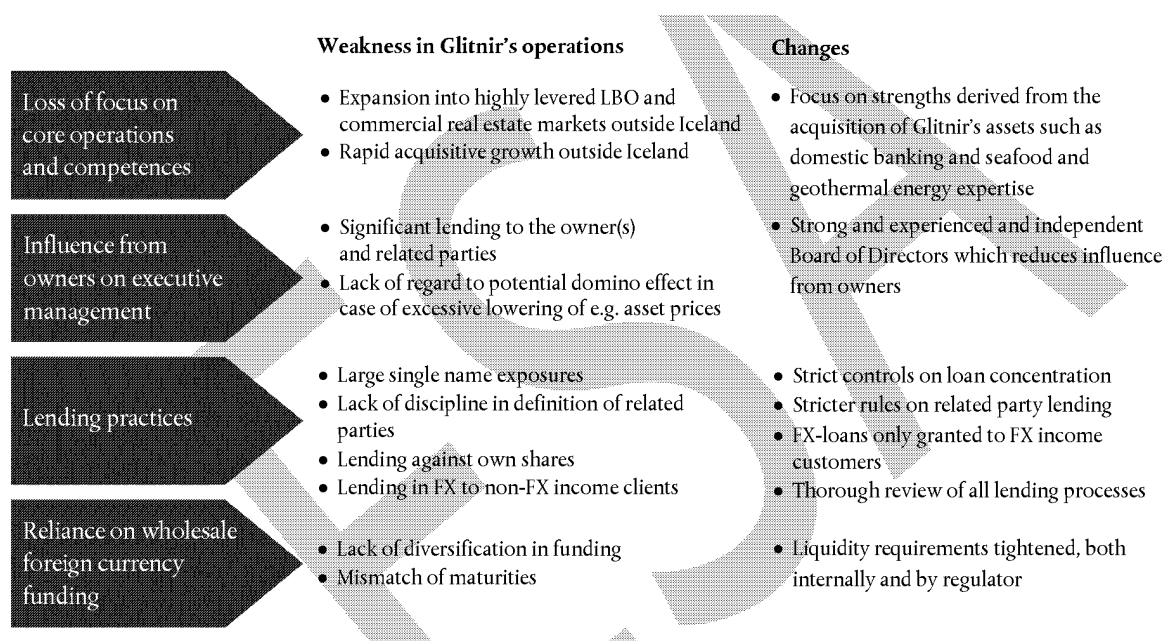 Weakness in Glitnir's operations
Changes
Loss of focus on
core operations
and competences
• Expansion into highly levered LBO and
commercial real estate markets outside Iceland
• Rapid acquisitive growth outside Iceland
• Focus on strengths derived from the
acquisition of Glitnir's assets such as
domestic banking and seafood and
geothermal energy expertise
Influence from
owners on executive
management
• Significant lending to the owner(s)
and related parties
• Lack of regard to potential domino effect in
case of excessive lowering of e.g. asset prices
• Strong and experienced and independent
Board of Directors which reduces influence
from owners
Lending practices
• Large single name exposures
• Lack of discipline in definition of related
parties
• Lending against own shares
• Lending in FX to non-FX income clients
• Strict controls on loan concentration
• Stricter rules on related party lending
• FX-loans only granted to FX income
customers
• Thorough review of all lending processes
Reliance on wholesale
foreign currency
funding
• Lack of diversification in funding
• Mismatch of maturities
• Liquidity requirements tightened, both
internally and by regulator